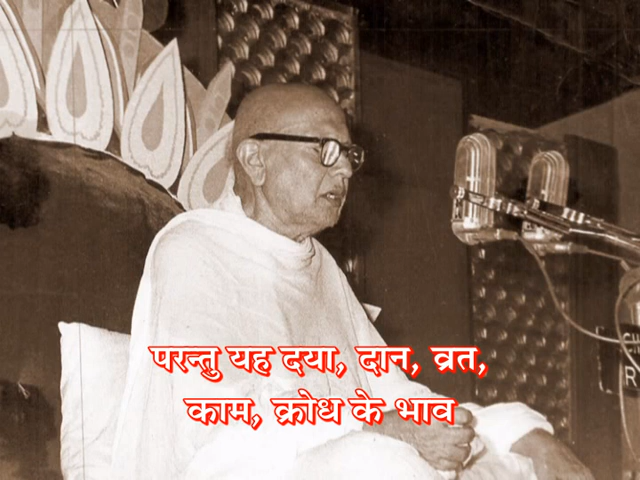 परन्तु यह दया, दान, व्रत,
काम, क्रोध के भाव